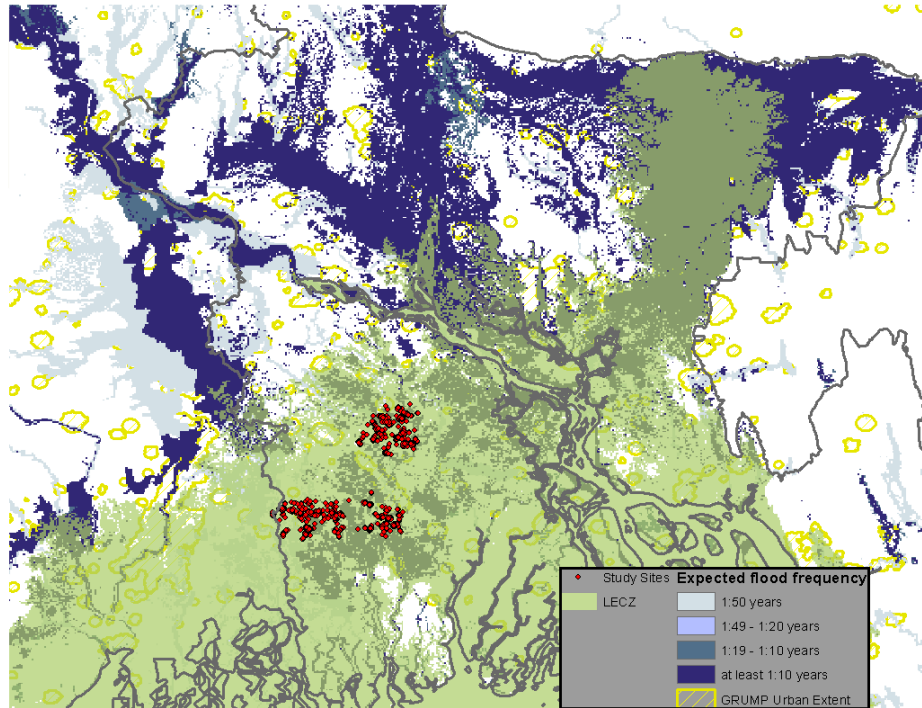 Study Sites
LECZ
Expected flood frequency
1:50 years
1:49 - 1:20 years
1:19 - 1:10 years
at least 1:10 years
GRUMP Urban Extent